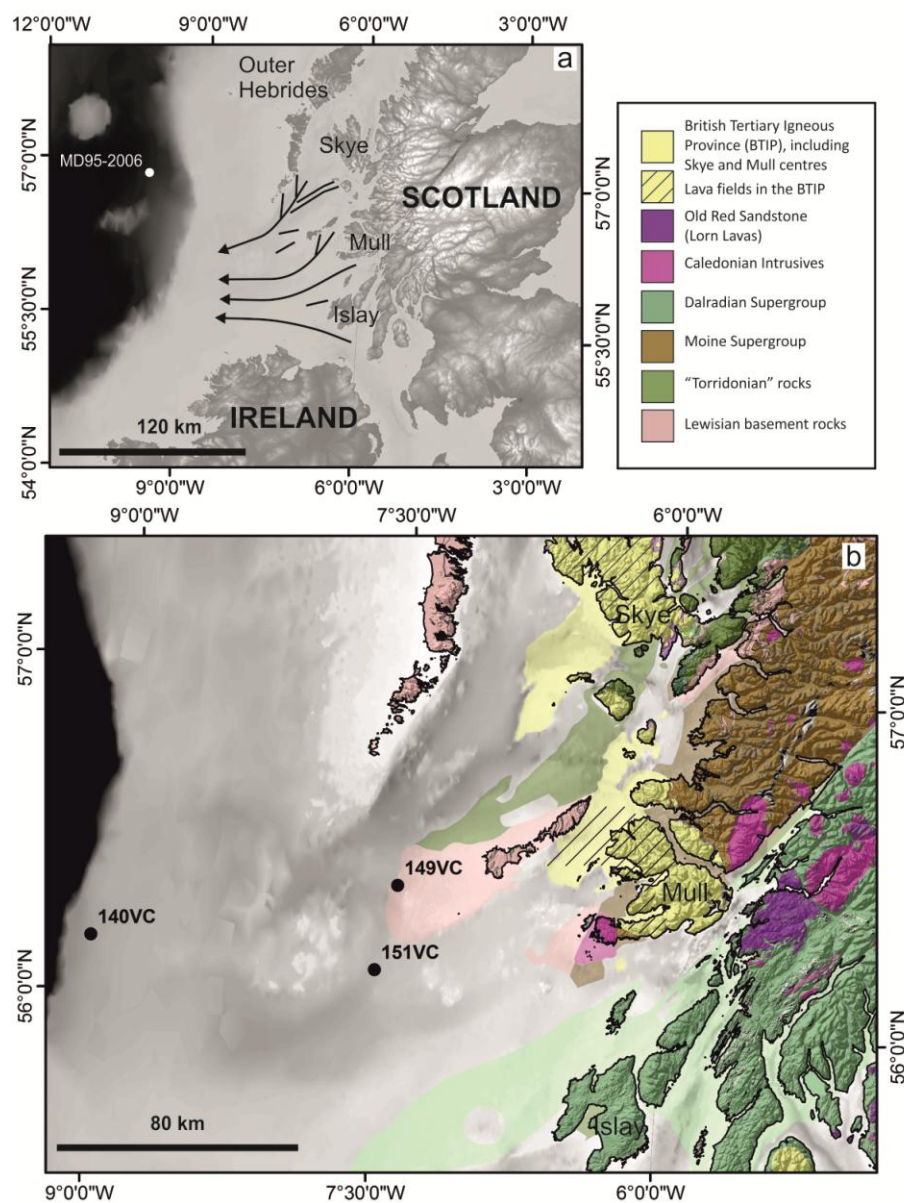 12°0'0"W 9°0'0"W 6°0'0"W 3°0'0"W
a
Outer
Hebrides
Skye
57°0'0"N
MD95-2006
SCOTLAND
57°0'0"N
Mull
55°30'0"N
Islay
55°30'0"N
IRELAND
120 km
54°0'0"N
9°0'0"W 6°0'0"W 3°0'0"W
British Tertiary Igneous
Province (BTIP), including
Skye and Mull centres
Lava fields in the BTIP
Old Red Sandstone
(Lorn Lavas)
Caledonian Intrusives
Dalradian Supergroup
Moine Supergroup
"Torridonian" rocks
Lewisian basement rocks
9°0'0"W 7°30'0"W 6°0'0"W
b
Skye
57°0'0"N
57°0'0"N
149VC
Mull
140VC
151VC
56°0'0"N
56°0'0"N
Islay
80 km
9°0'0"W 7°30'0"W 6°0'0"W